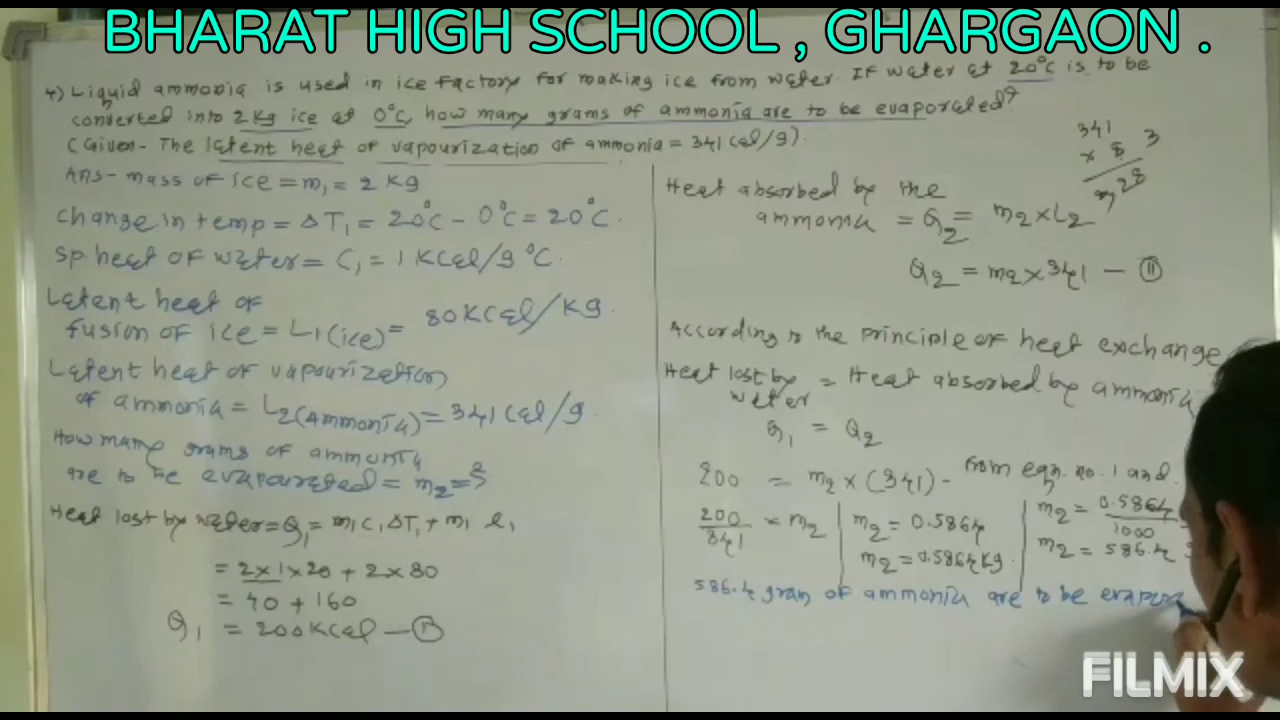 BHARAT HIGH SCHOOL , GHARGAON .
4) Liquid ammonia is used in ice factory for making ice from water. If water at 20°C is to be
converted into 2 kg ice at 0°C, how many grams of ammonia are to be evaporated?
(Given- The latent heat of vapourization of ammonia = 341 Cal/g).
Ans- mass of ice = m₁ = 2 kg
change in temp = ΔT₁ = 20°C - 0°C = 20°C.
sp heat of water = C₁ = 1 KCal/g °C.
Latent heat of
fusion of ice = L₁(ice) = 80 KCal/Kg.
Latent heat of vapourization
of ammonia = L₂(Ammonia) = 341 Cal/g.
How many grams of ammonia
are to be evapourated = m₂ = ?
Heat lost by water = Q₁ = m₁ c₁ ΔT₁ + m₁ l₁
= 2×1×20 + 2×80
= 40 + 160
Q₁ = 200 KCal — (I)
341
× 8 3
28
Heat absorbed by the
ammonia = Q₂ = m₂ × L₂
Q₂ = m₂ × 341 — (II)
According to the principle of heat exchange
Heat lost by = Heat absorbed by ammonia
water
Q₁ = Q₂
200 = m₂ × (341) - from eqn. no. 1 and
200/341 = m₂
m₂ = 0.5864
m₂ = 0.5864 kg.
m₂ = 0.5864/1000
m₂ = 586.4
586.4 gram of ammonia are to be
FILMIX